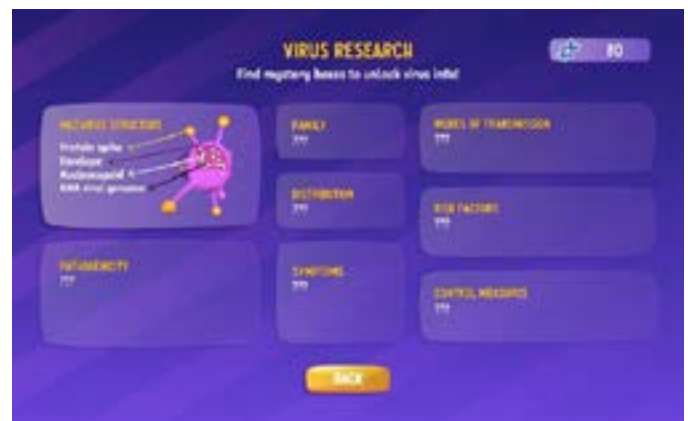 VIRUS RESEARCH
80
Find mystery boxes to unlock virus info!
STRUCTURE
Protein spike
Envelope
Nucleocapsid
RNA viral genome
FAMILY
???
MODES OF TRANSMISSION
???
DISTRIBUTION
???
RISK FACTORS
???
PATHOGENICITY
???
SYMPTOMS
???
CONTROL MEASURES
???
BACK